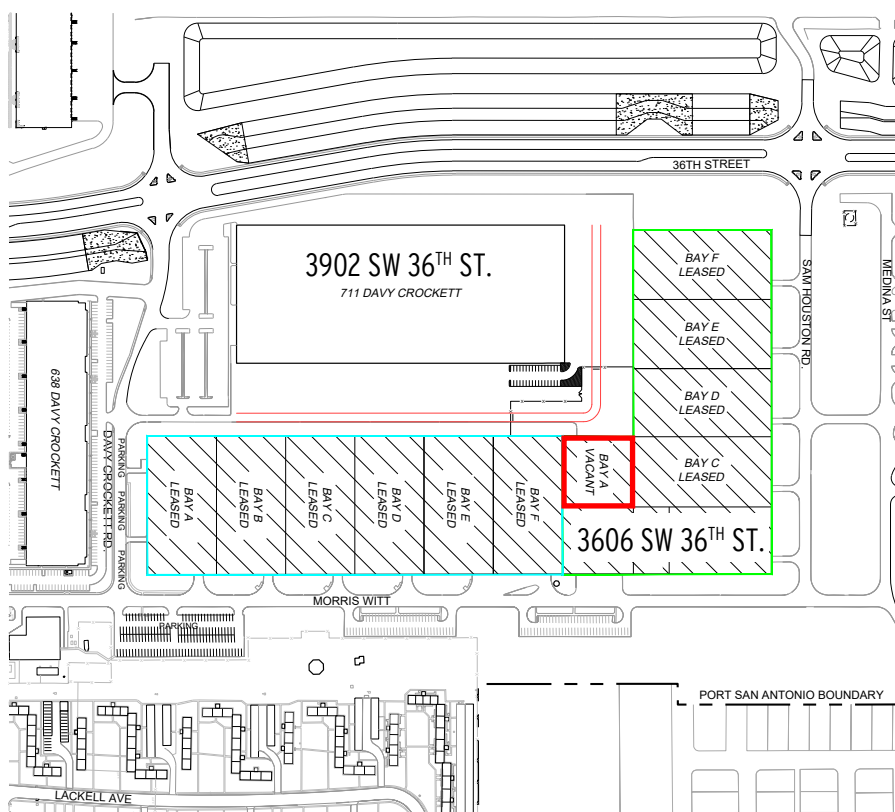 36TH STREET
3902 SW 36TH ST.
711 DAVY CROCKETT
BAY F
LEASED
BAY E
LEASED
BAY D
LEASED
BAY C
LEASED
SAM HOUSTON RD.
MEDINA ST
638 DAVY CROCKETT
DAVY CROCKETT RD.
PARKING
PARKING
PARKING
BAY A
LEASED
BAY B
LEASED
BAY C
LEASED
BAY D
LEASED
BAY E
LEASED
BAY F
LEASED
BAY A
VACANT
3606 SW 36TH ST.
MORRIS WITT
PARKING
PORT SAN ANTONIO BOUNDARY
LACKELL AVE